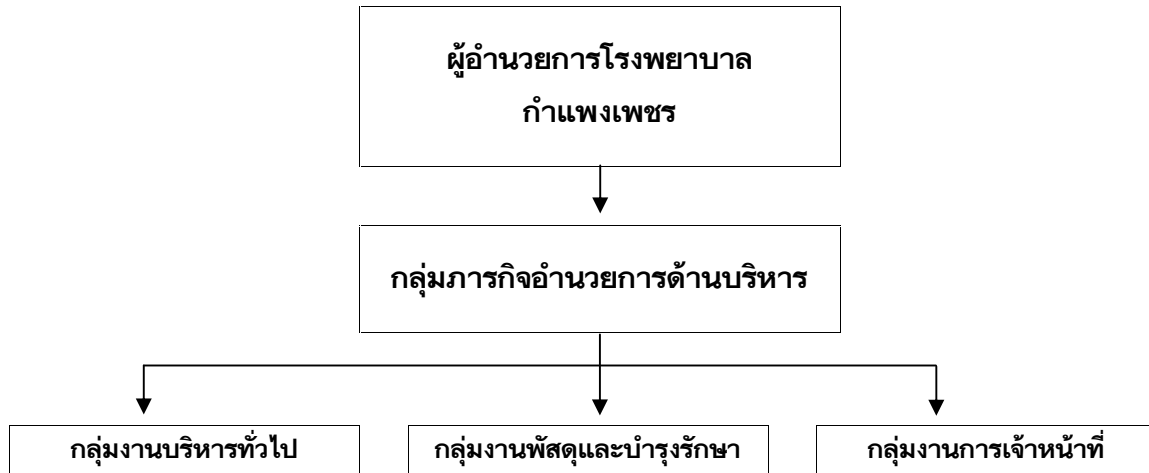 ผู้อำนวยการโรงพยาบาล
กำแพงเพชร
กลุ่มภารกิจอำนวยการด้านบริหาร
กลุ่มงานบริหารทั่วไป
กลุ่มงานพัสดุและบำรุงรักษา
กลุ่มงานการเจ้าหน้าที่